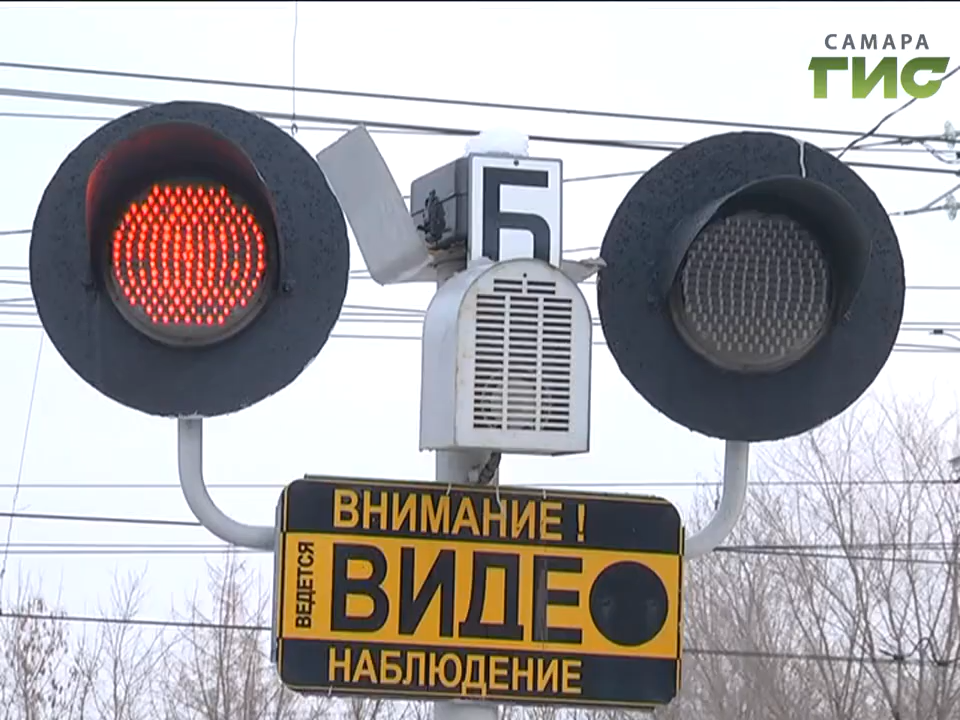 САМАРА
ГИС
Б
ВНИМАНИЕ !
ВЕДЕТСЯ
ВИДЕО
НАБЛЮДЕНИЕ